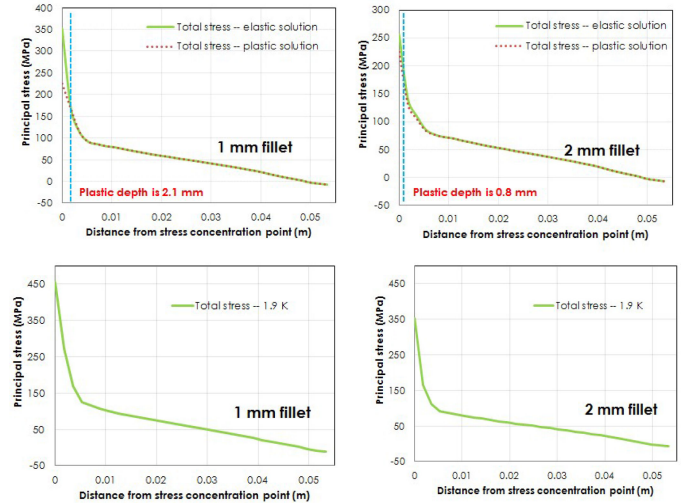 Principal stress (MPa)
400
350
300
250
200
150
100
50
0
-50
Total stress -- elastic solution
Total stress -- plastic solution
1 mm fillet
Plastic depth is 2.1 mm
0 0.01 0.02 0.03 0.04 0.05
Distance from stress concentration point (m)
Principal stress (MPa)
300
250
200
150
100
50
0
-50
Total stress -- elastic solution
Total stress -- plastic solution
2 mm fillet
Plastic depth is 0.8 mm
0 0.01 0.02 0.03 0.04 0.05
Distance from stress concentration point (m)
Principal stress (MPa)
450
350
250
150
50
-50
Total stress -- 1.9 K
1 mm fillet
0 0.01 0.02 0.03 0.04 0.05
Distance from stress concentration point (m)
Principal stress (MPa)
450
350
250
150
50
-50
Total stress -- 1.9 K
2 mm fillet
0 0.01 0.02 0.03 0.04 0.05
Distance from stress concentration point (m)